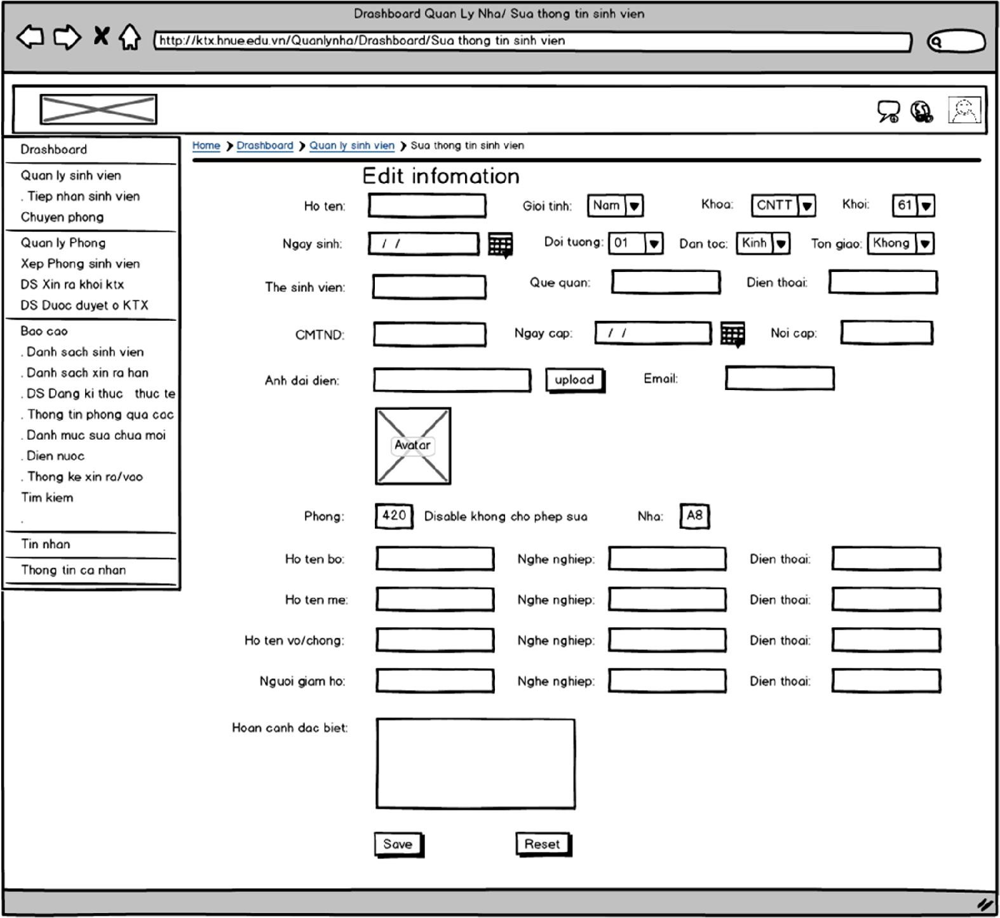 Drashboard Quan Ly Nha/ Sua thong tin sinh vien
http://ktx.hnue.edu.vn/Quanlynha/Drashboard/Sua thong tin sinh vien
Drashboard
Quan ly sinh vien
. Tiep nhan sinh vien
Chuyen phong
Quan ly Phong
Xep Phong sinh vien
DS Xin ra khoi ktx
DS Duoc duyet o KTX
Bao cao
. Danh sach sinh vien
. Danh sach xin ra han
. DS Dang ki thuc thuc te
. Thong tin phong qua cac
. Danh muc sua chua moi
. Dien nuoc
. Thong ke xin ra/vao
Tim kiem
.
Tin nhan
Thong tin ca nhan
Home > Drashboard > Quan ly sinh vien > Sua thong tin sinh vien
Edit infomation
Ho ten: Gioi tinh: Nam Khoa: CNTT Khoi: 61
Ngay sinh: / / Doi tuong: 01 Dan toc: Kinh Ton giao: Khong
The sinh vien: Que quan: Dien thoai:
CMTND: Ngay cap: / / Noi cap:
Anh dai dien: upload Email:
Avatar
Phong: 420 Disable khong cho phep sua Nha: A8
Ho ten bo: Nghe nghiep: Dien thoai:
Ho ten me: Nghe nghiep: Dien thoai:
Ho ten vo/chong: Nghe nghiep: Dien thoai:
Nguoi giam ho: Nghe nghiep: Dien thoai:
Hoan canh dac biet:
Save Reset